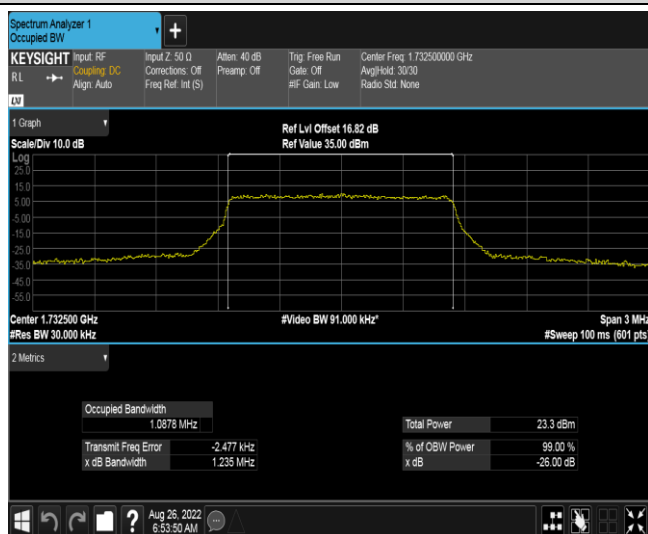 Spectrum Analyzer 1
Occupied BW
+
KEYSIGHT Input: RF Input Z: 50 Ω Atten: 40 dB Trig: Free Run Center Freq: 1.732500000 GHz
RL Coupling: DC Corrections: Off Preamp: Off Gate: Off Avg|Hold: 30/30
Align: Auto Freq Ref: Int (S) #IF Gain: Low Radio Std: None
LXI
1 Graph
Ref Lvl Offset 16.82 dB
Scale/Div 10.0 dB Ref Value 35.00 dBm
Log
25.0
15.0
5.00
-5.00
-15.0
-25.0
-35.0
-45.0
-55.0
Center 1.732500 GHz #Video BW 91.000 kHz* Span 3 MHz
#Res BW 30.000 kHz #Sweep 100 ms (601 pts)
2 Metrics
Occupied Bandwidth
1.0878 MHz Total Power 23.3 dBm
Transmit Freq Error -2.477 kHz % of OBW Power 99.00 %
x dB Bandwidth 1.235 MHz x dB -26.00 dB
? Aug 26, 2022
6:53:50 AM